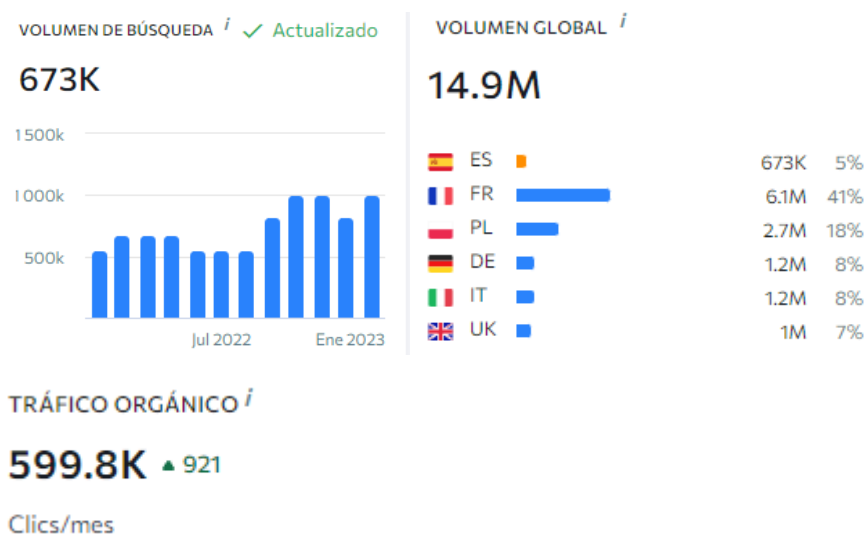 VOLUMEN DE BÚSQUEDA i ✓ Actualizado
673K
1500k
1000k
500k
Jul 2022 Ene 2023
VOLUMEN GLOBAL i
14.9M
ES 673K 5%
FR 6.1M 41%
PL 2.7M 18%
DE 1.2M 8%
IT 1.2M 8%
UK 1M 7%
TRÁFICO ORGÁNICO i
599.8K ▲ 921
Clics/mes